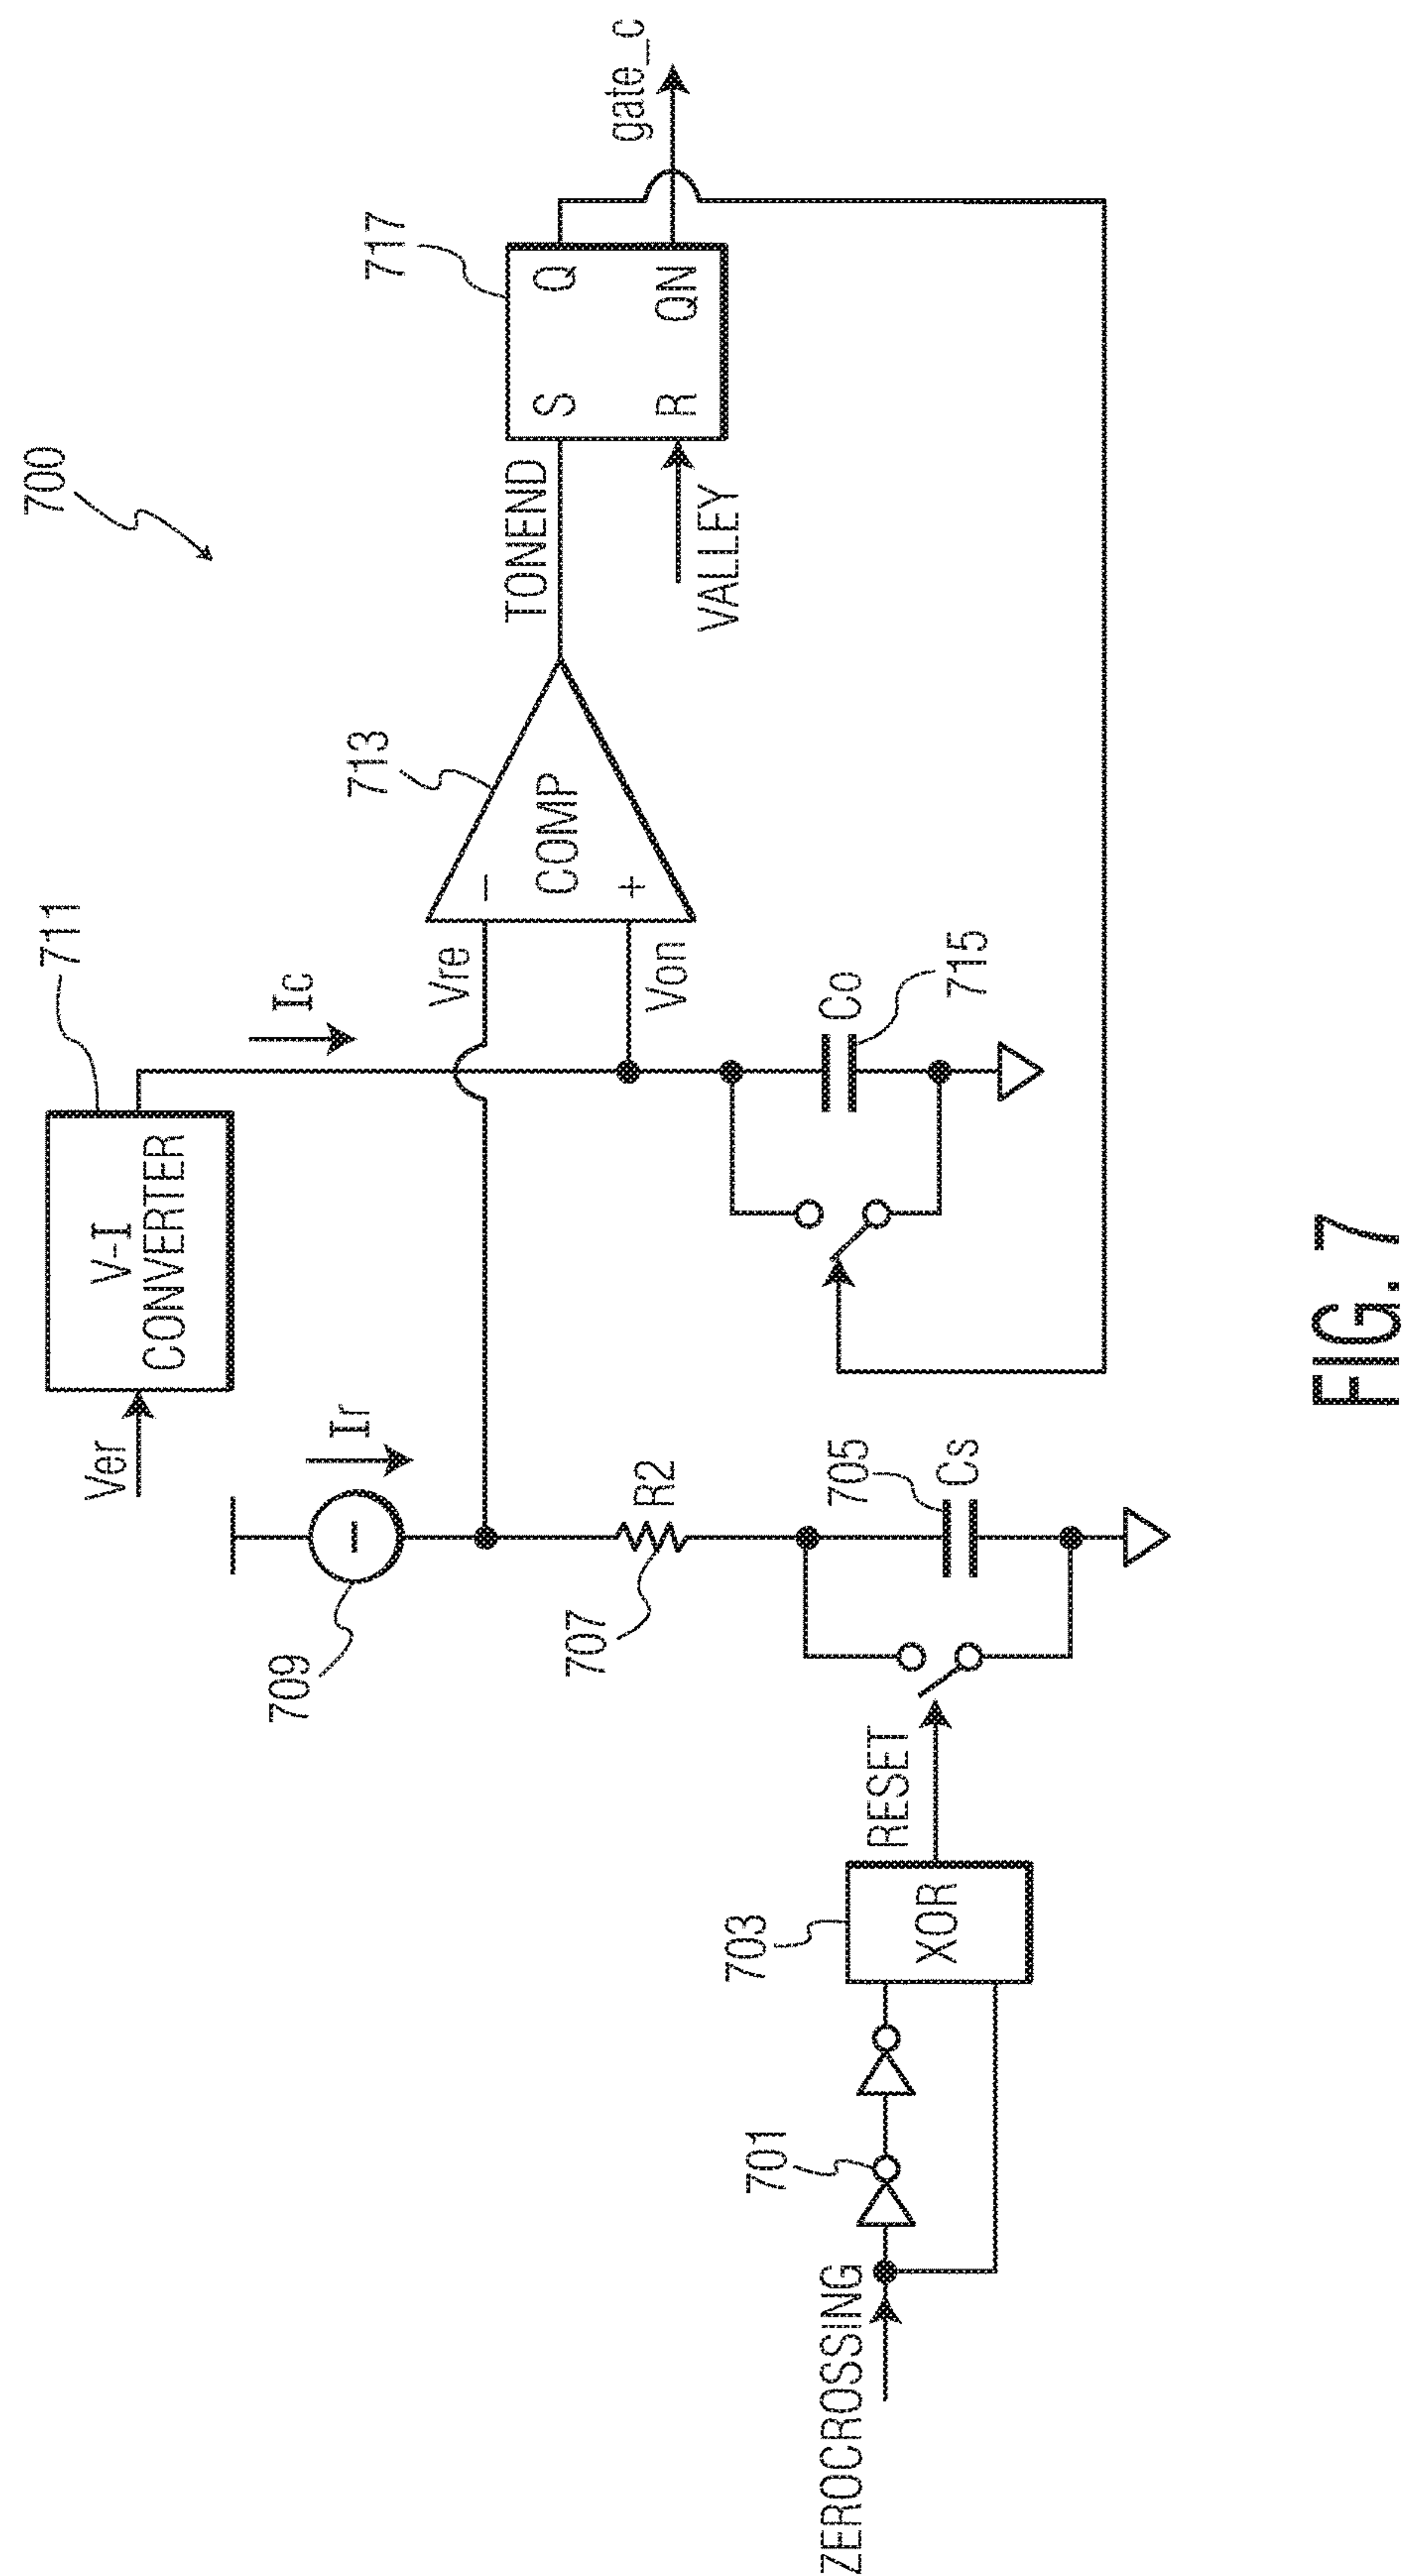 700
711
V-I
CONVERTER
Ver
Ic
Ir
709
Vre
Von
713
COMP
−
+
TONEND
VALLEY
717
S
Q
R
QN
gate_c
707
R2
Co
715
705
Cs
RESET
703
XOR
701
ZEROCROSSING
FIG. 7